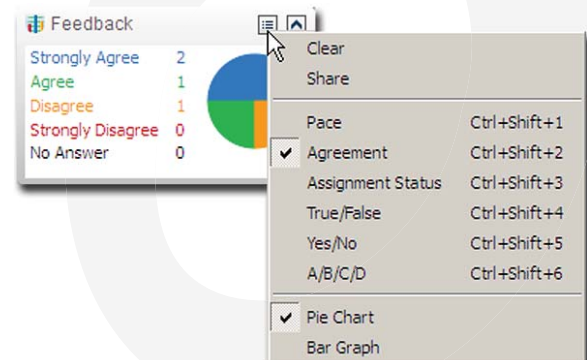 Feedback
Strongly Agree 2
Agree 1
Disagree 1
Strongly Disagree 0
No Answer 0
Clear
Share
Pace Ctrl+Shift+1
Agreement Ctrl+Shift+2
Assignment Status Ctrl+Shift+3
True/False Ctrl+Shift+4
Yes/No Ctrl+Shift+5
A/B/C/D Ctrl+Shift+6
Pie Chart
Bar Graph